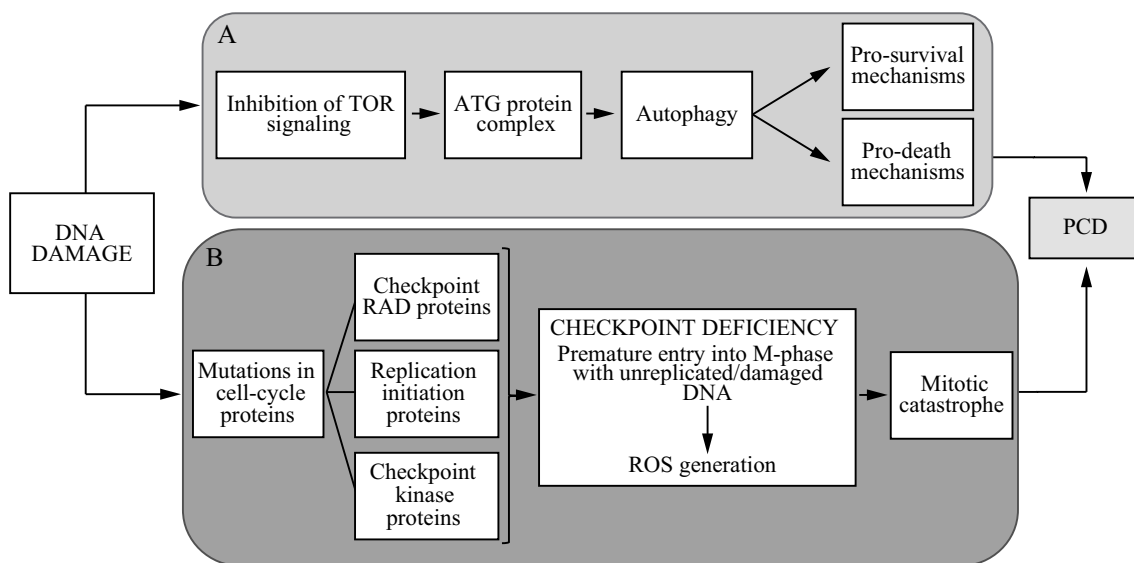 A
Inhibition of TOR
signaling
ATG protein
complex
Autophagy
Pro-survival
mechanisms
Pro-death
mechanisms
DNA
DAMAGE
PCD
B
Mutations in
cell-cycle
proteins
Checkpoint
RAD proteins
Replication
initiation
proteins
Checkpoint
kinase
proteins
CHECKPOINT DEFICIENCY
Premature entry into M-phase
with unreplicated/damaged
DNA
ROS generation
Mitotic
catastrophe